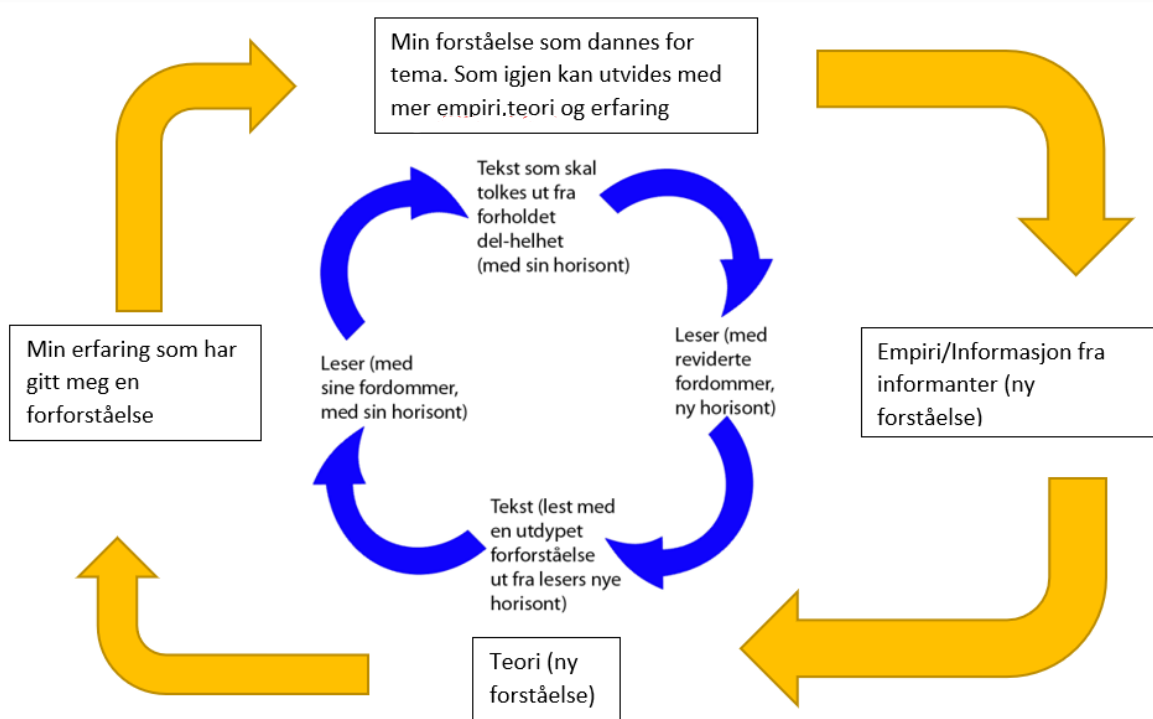 Min forståelse som dannes for
tema. Som igjen kan utvides med
mer empiri.teori og erfaring
Tekst som skal
tolkes ut fra
forholdet
del-helhet
(med sin horisont)
Min erfaring som har
gitt meg en
forforståelse
Leser (med
sine fordommer,
med sin horisont)
Leser (med
reviderte
fordommer,
ny horisont)
Empiri/Informasjon fra
informanter (ny
forståelse)
Tekst (lest med
en utdypet
forforståelse
ut fra lesers nye
horisont)
Teori (ny
forståelse)